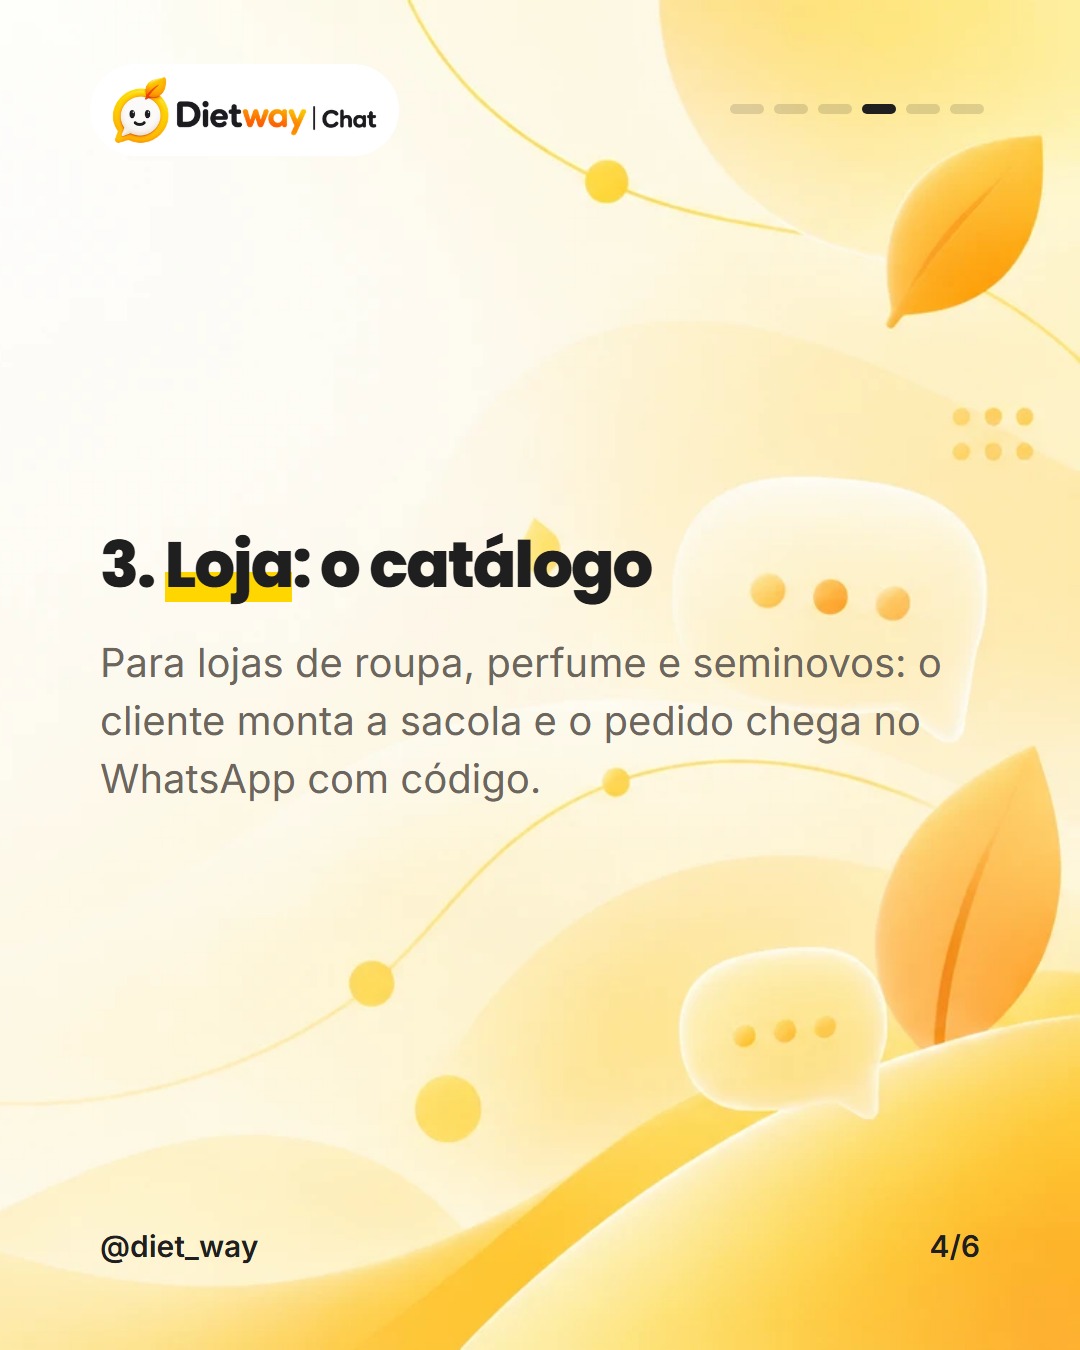 Dietway | Chat
3. Loja: o catálogo
Para lojas de roupa, perfume e seminovos: o
cliente monta a sacola e o pedido chega no
WhatsApp com código.
@diet_way
4/6